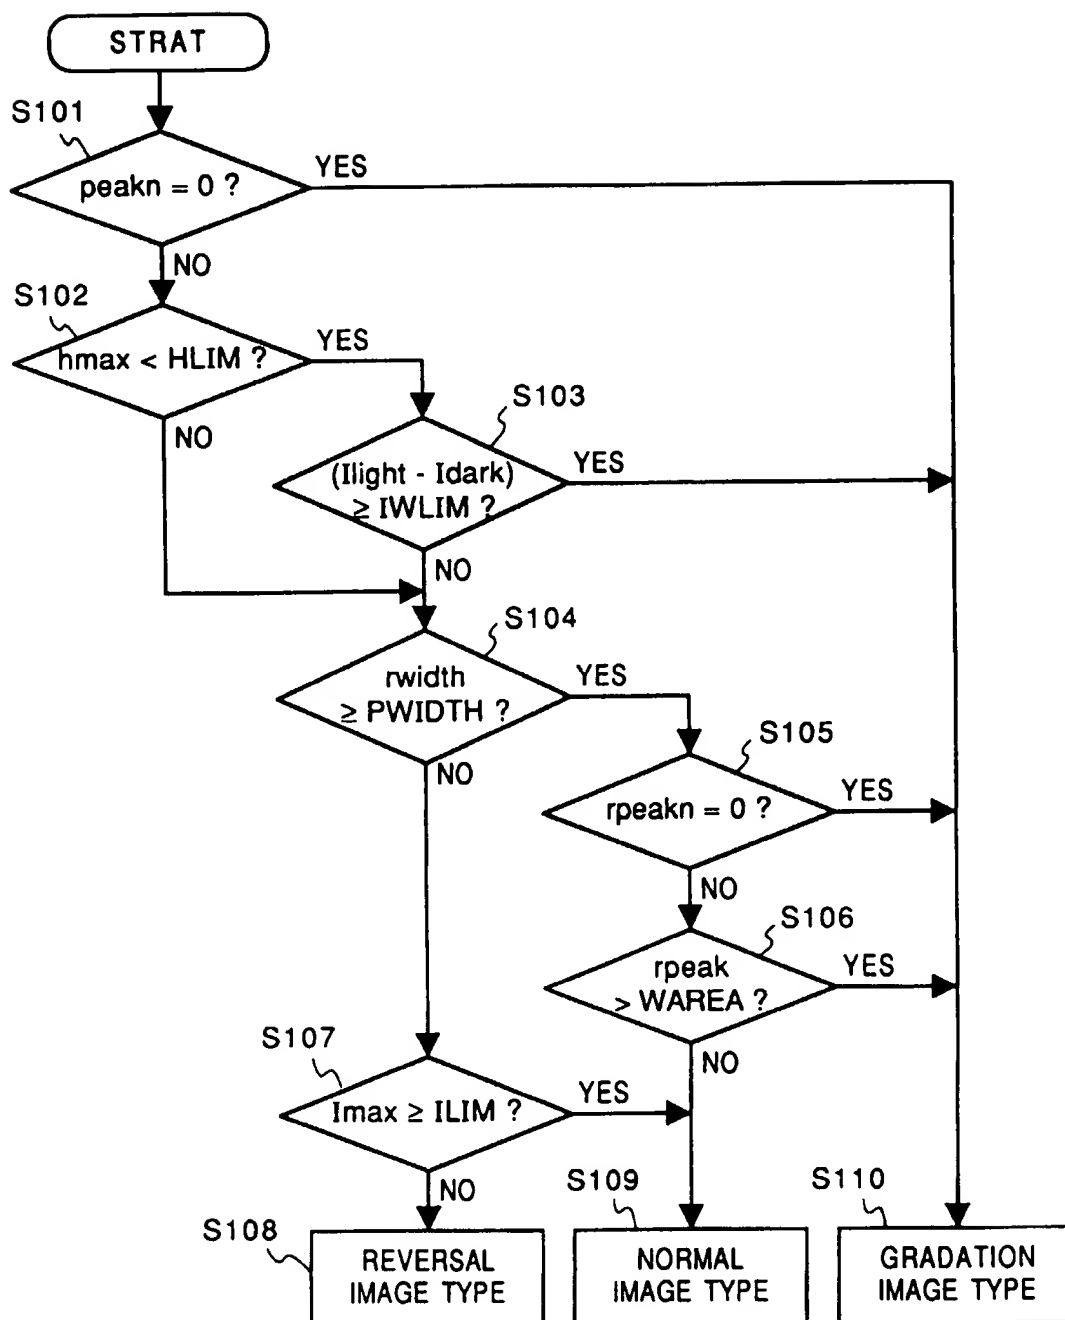 STRAT
S101
peakn = 0 ?
YES
NO
S102
hmax < HLIM ?
YES
NO
S103
(Ilight - Idark)
≥ IWLIM ?
YES
NO
S104
rwidth
≥ PWIDTH ?
YES
NO
S105
rpeakn = 0 ?
YES
NO
S106
rpeak
> WAREA ?
YES
NO
S107
Imax ≥ ILIM ?
YES
NO
S108
REVERSAL
IMAGE TYPE
S109
NORMAL
IMAGE TYPE
S110
GRADATION
IMAGE TYPE